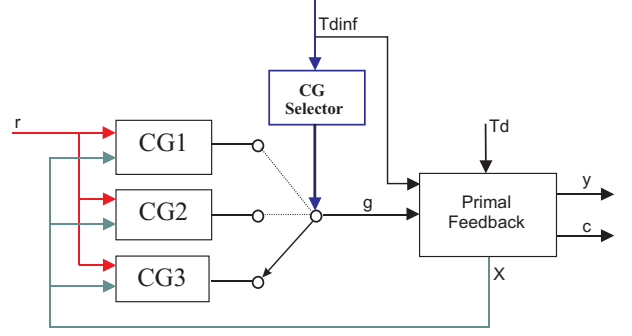 Tdinf
CG
Selector
r
CG1
Td
CG2
g
Primal
Feedback
y
c
CG3
X